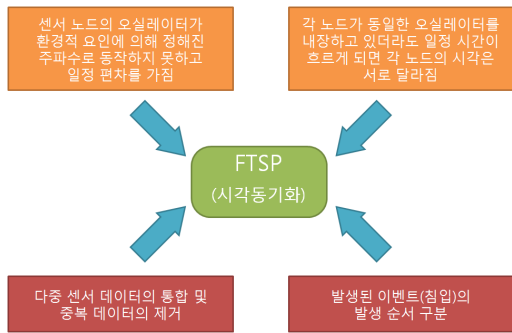 센서 노드의 오실레이터가
환경적 요인에 의해 정해진
주파수로 동작하지 못하고
일정 편차를 가짐
각 노드가 동일한 오실레이터를
내장하고 있더라도 일정 시간이
흐르게 되면 각 노드의 시각은
서로 달라짐
FTSP
(시각동기화)
다중 센서 데이터의 통합 및
중복 데이터의 제거
발생된 이벤트(침입)의
발생 순서 구분